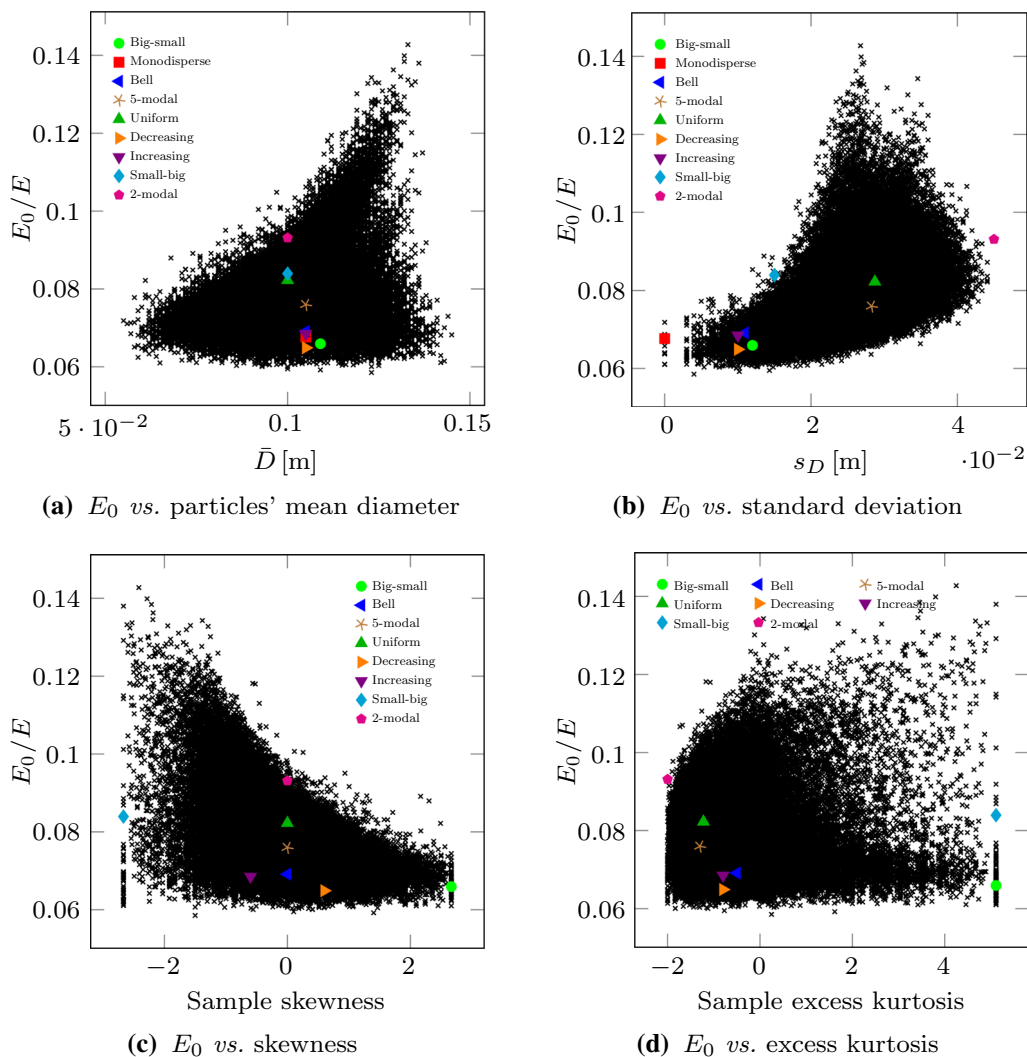 0.14
0.12
0.1
0.08
0.06
E₀/E
Big-small
Monodisperse
Bell
5-modal
Uniform
Decreasing
Increasing
Small-big
2-modal
5 · 10⁻²
0.1
0.15
D̄ [m]
(a) E₀ vs. particles' mean diameter
0.14
0.12
0.1
0.08
0.06
E₀/E
Big-small
Monodisperse
Bell
5-modal
Uniform
Decreasing
Increasing
Small-big
2-modal
0
2
4
·10⁻²
s_D [m]
(b) E₀ vs. standard deviation
0.14
0.12
0.1
0.08
0.06
E₀/E
Big-small
Bell
5-modal
Uniform
Decreasing
Increasing
Small-big
2-modal
−2
0
2
Sample skewness
(c) E₀ vs. skewness
0.14
0.12
0.1
0.08
0.06
E₀/E
Big-small Bell 5-modal
Uniform Decreasing Increasing
Small-big 2-modal
−2
0
2
4
Sample excess kurtosis
(d) E₀ vs. excess kurtosis